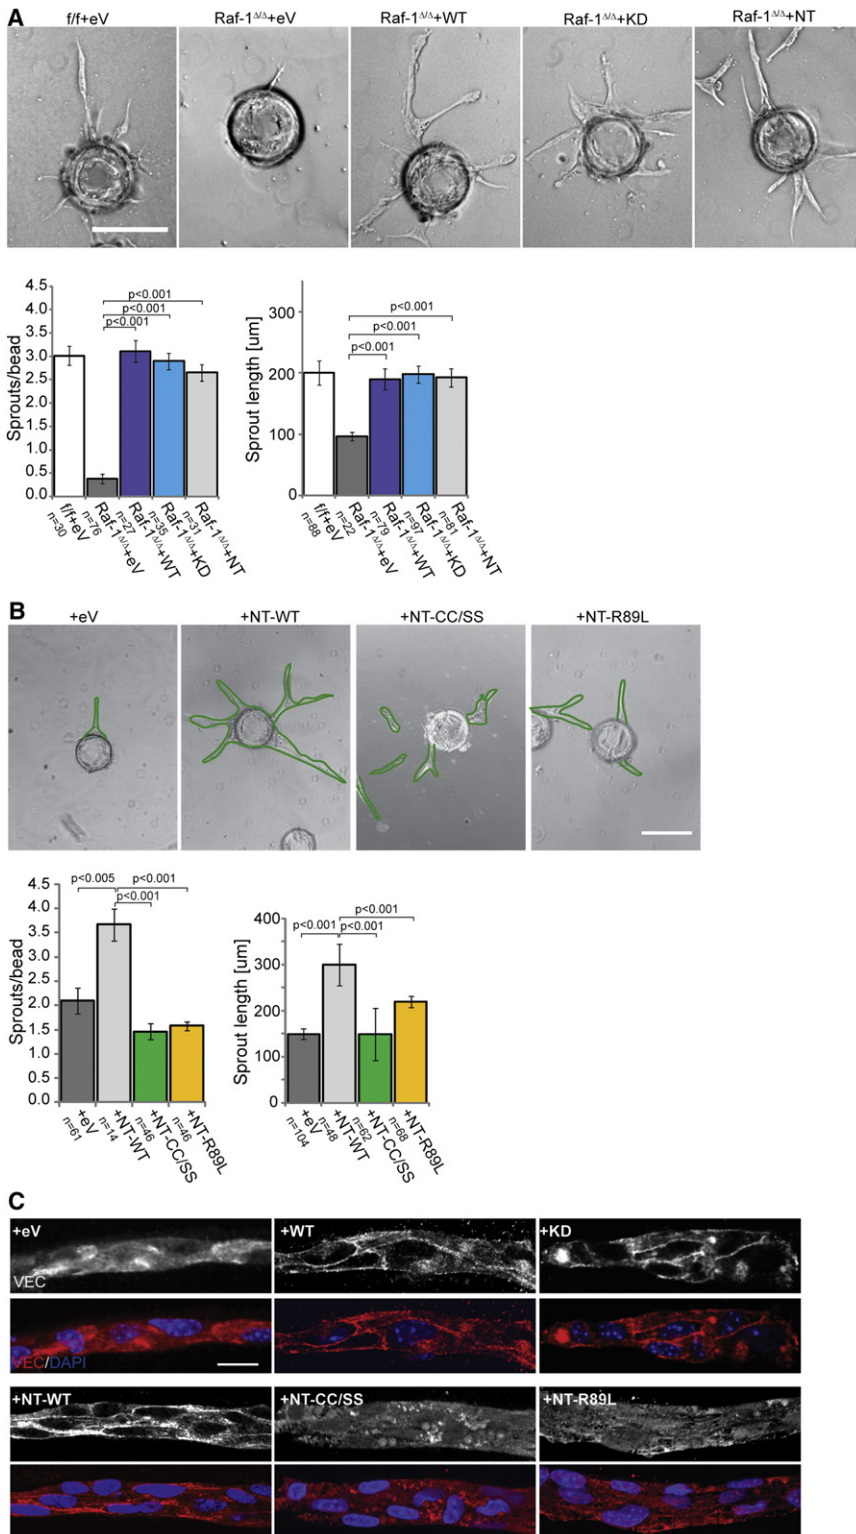 A
f/f+eV
Raf-1Δ/Δ+eV
Raf-1Δ/Δ+WT
Raf-1Δ/Δ+KD
Raf-1Δ/Δ+NT
Sprouts/bead
4.5
4.0
3.5
3.0
2.5
2.0
1.5
1.0
0.5
0.0
p<0.001
p<0.001
p<0.001
n=30
f/f+eV
n=76
Raf-1Δ/Δ+eV
n=27
Raf-1Δ/Δ+WT
n=35
Raf-1Δ/Δ+KD
n=31
Raf-1Δ/Δ+NT
Sprout length [um]
300
200
100
0
p<0.001
p<0.001
p<0.001
n=88
f/f+eV
n=22
Raf-1Δ/Δ+eV
n=79
Raf-1Δ/Δ+WT
n=97
Raf-1Δ/Δ+KD
n=81
Raf-1Δ/Δ+NT
B
+eV
+NT-WT
+NT-CC/SS
+NT-R89L
Sprouts/bead
4.5
4.0
3.5
3.0
2.5
2.0
1.5
1.0
0.5
0.0
p<0.005
p<0.001
p<0.001
n=61
+eV
n=14
+NT-WT
n=46
+NT-CC/SS
n=46
+NT-R89L
Sprout length [um]
400
300
200
100
0
p<0.001
p<0.001
p<0.001
n=104
+eV
n=48
+NT-WT
n=62
+NT-CC/SS
n=68
+NT-R89L
C
+eV
VEC
+WT
+KD
VEC/DAPI
+NT-WT
+NT-CC/SS
+NT-R89L